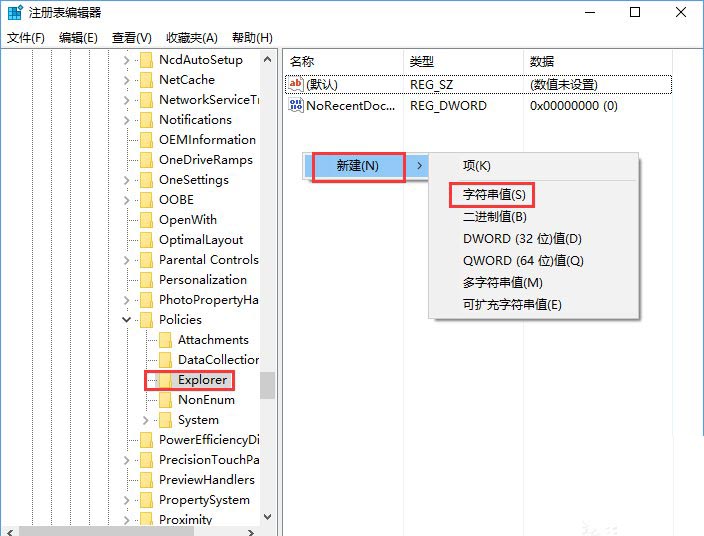 注册表编辑器
文件(F) 编辑(E) 查看(V) 收藏夹(A) 帮助(H)
NcdAutoSetup
NetCache
NetworkServiceTr
Notifications
OEMInformation
OneDriveRamps
OneSettings
OOBE
OpenWith
OptimalLayout
Parental Controls
Personalization
PhotoPropertyHa
Policies
Attachments
DataCollection
Explorer
NonEnum
System
PowerEfficiencyDi
PrecisionTouchPa
PreviewHandlers
PropertySystem
Proximity
名称 类型 数据
(默认) REG_SZ (数值未设置)
NoRecentDoc... REG_DWORD 0x00000000 (0)
新建(N)
项(K)
字符串值(S)
二进制值(B)
DWORD (32 位)值(D)
QWORD (64 位)值(Q)
多字符串值(M)
可扩充字符串值(E)